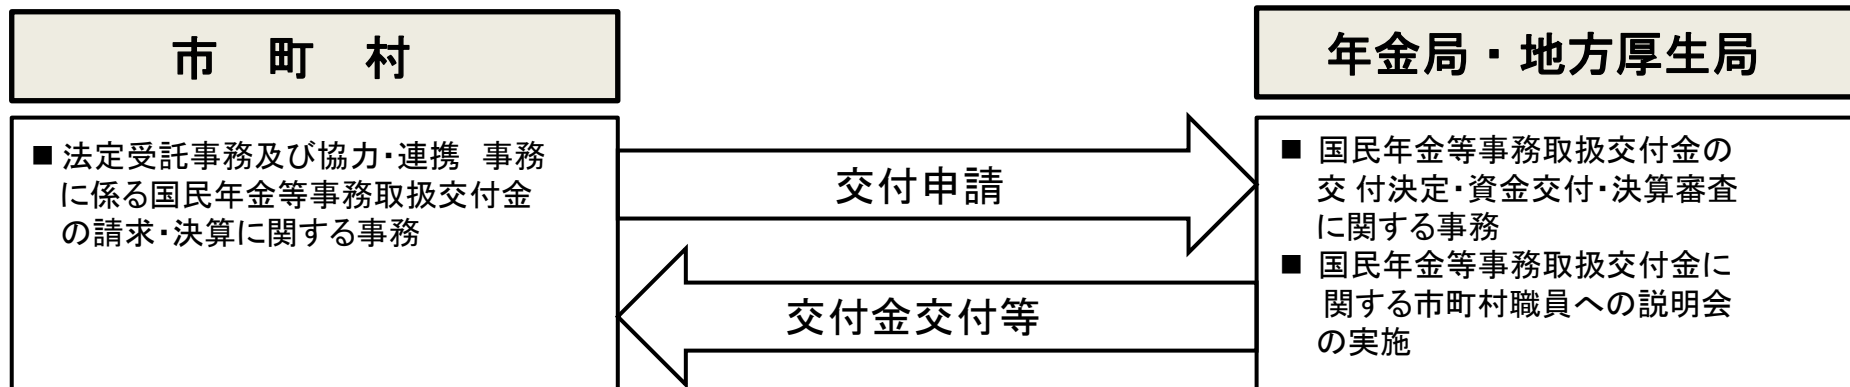 市 町 村
■ 法定受託事務及び協力・連携 事務
に係る国民年金等事務取扱交付金
の請求・決算に関する事務
交付申請
交付金交付等
年金局・地方厚生局
■ 国民年金等事務取扱交付金の
交 付決定・資金交付・決算審査
に関する事務
■ 国民年金等事務取扱交付金に
関する市町村職員への説明会
の実施